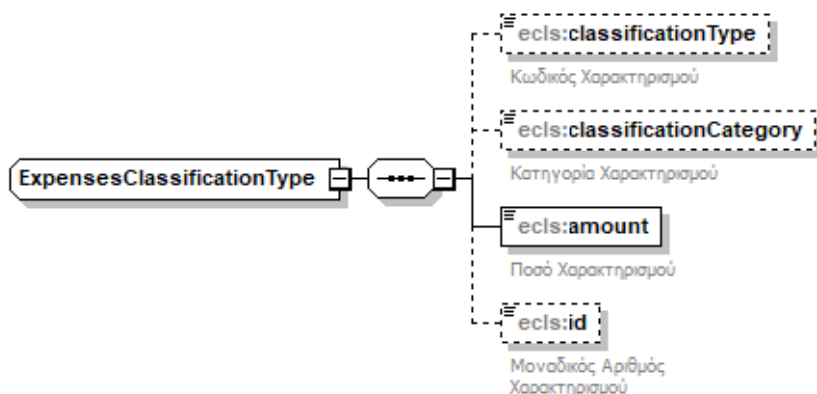 ecls:classificationType
Κωδικός Χαρακτηρισμού
ecls:classificationCategory
Κατηγορία Χαρακτηρισμού
ExpensesClassificationType
ecls:amount
Ποσό Χαρακτηρισμού
ecls:id
Μοναδικός Αριθμός
Χαρακτηρισμού